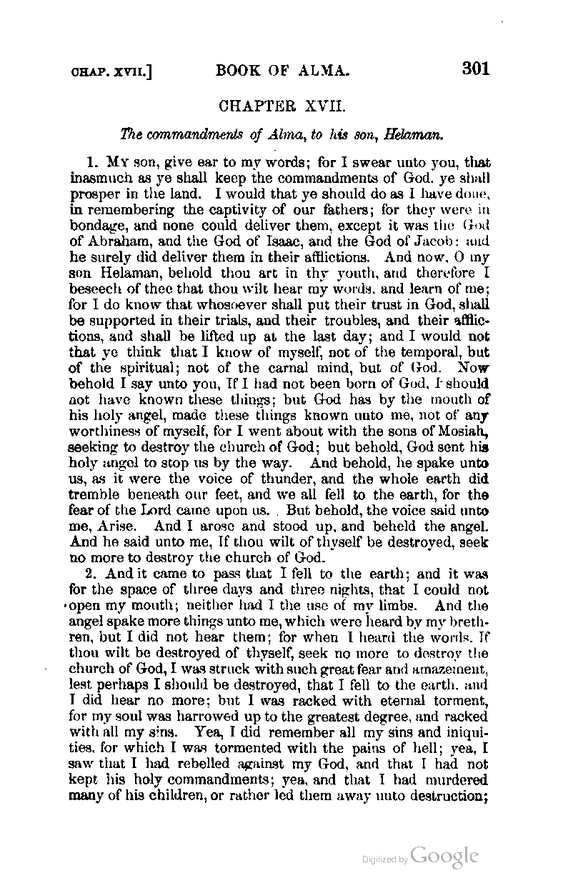 CHAP. XVII.] BOOK OF ALMA. 301
CHAPTER XVII.
The commandments of Alma, to his son, Helaman.
1. MY son, give ear to my words; for I swear unto you, that
inasmuch as ye shall keep the commandments of God, ye shall
prosper in the land. I would that ye should do as I have done,
in remembering the captivity of our fathers; for they were in
bondage, and none could deliver them, except it was the God
of Abraham, and the God of Isaac, and the God of Jacob: and
he surely did deliver them in their afflictions. And now, O my
son Helaman, behold thou art in thy youth, and therefore I
beseech of thee that thou wilt hear my words, and learn of me;
for I do know that whosoever shall put their trust in God, shall
be supported in their trials, and their troubles, and their afflic-
tions, and shall be lifted up at the last day; and I would not
that ye think that I know of myself, not of the temporal, but
of the spiritual; not of the carnal mind, but of God. Now
behold I say unto you, If I had not been born of God, I should
not have known these things; but God has by the mouth of
his holy angel, made these things known unto me, not of any
worthiness of myself, for I went about with the sons of Mosiah,
seeking to destroy the church of God; but behold, God sent his
holy angel to stop us by the way. And behold, he spake unto
us, as it were the voice of thunder, and the whole earth did
tremble beneath our feet, and we all fell to the earth, for the
fear of the Lord came upon us. But behold, the voice said unto
me, Arise. And I arose and stood up, and beheld the angel.
And he said unto me, If thou wilt of thyself be destroyed, seek
no more to destroy the church of God.
2. And it came to pass that I fell to the earth; and it was
for the space of three days and three nights, that I could not
open my mouth; neither had I the use of my limbs. And the
angel spake more things unto me, which were heard by my breth-
ren, but I did not hear them; for when I heard the words, If
thou wilt be destroyed of thyself, seek no more to destroy the
church of God, I was struck with such great fear and amazement,
lest perhaps I should be destroyed, that I fell to the earth, and
I did hear no more; but I was racked with eternal torment,
for my soul was harrowed up to the greatest degree, and racked
with all my sins. Yea, I did remember all my sins and iniqui-
ties, for which I was tormented with the pains of hell; yea, I
saw that I had rebelled against my God, and that I had not
kept his holy commandments; yea, and that I had murdered
many of his children, or rather led them away unto destruction;
Digitized by Google